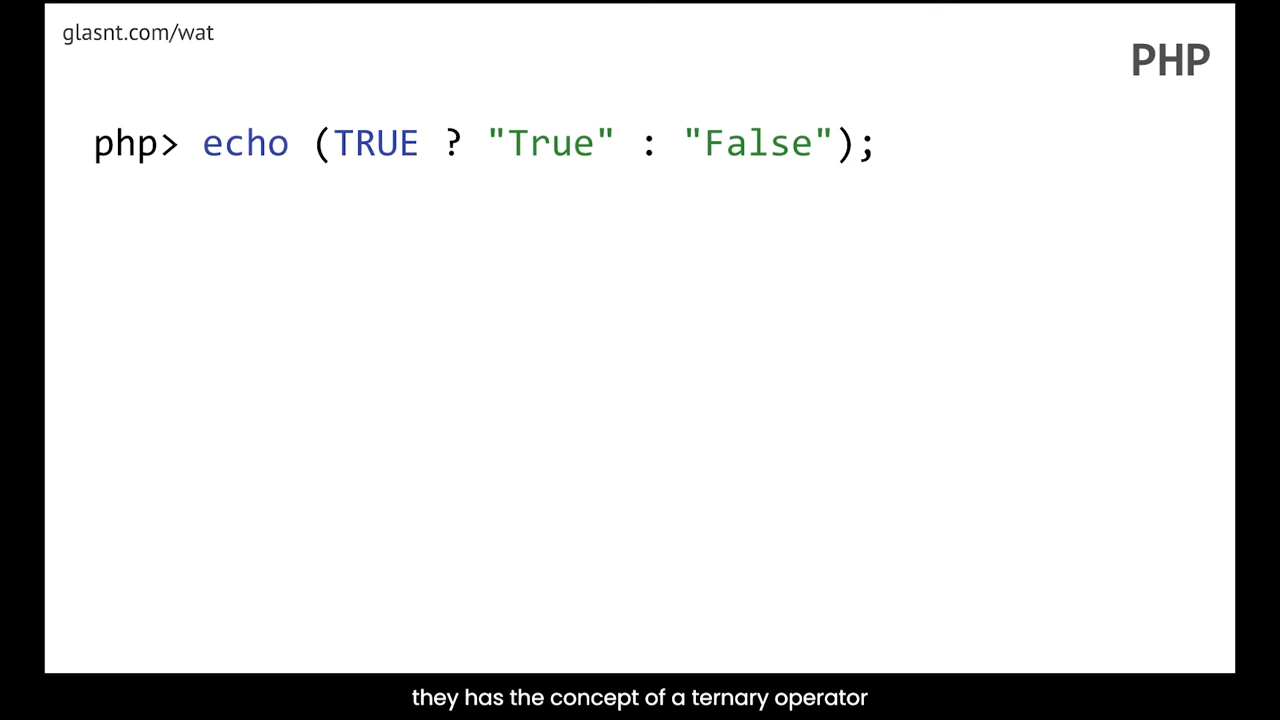 glasnt.com/wat
PHP
php> echo (TRUE ? "True" : "False");
they has the concept of a ternary operator